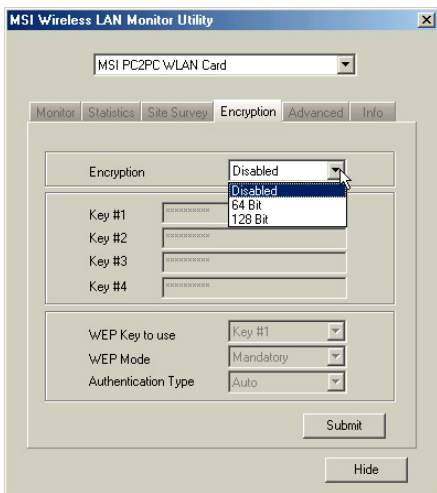 MSI Wireless LAN Monitor Utility
MSI PC2PC WLAN Card
Monitor Statistics Site Survey Encryption Advanced Info
Encryption Disabled
Disabled
64 Bit
128 Bit
Key #1 **********
Key #2 **********
Key #3 **********
Key #4 **********
WEP Key to use Key #1
WEP Mode Mandatory
Authentication Type Auto
Submit
Hide